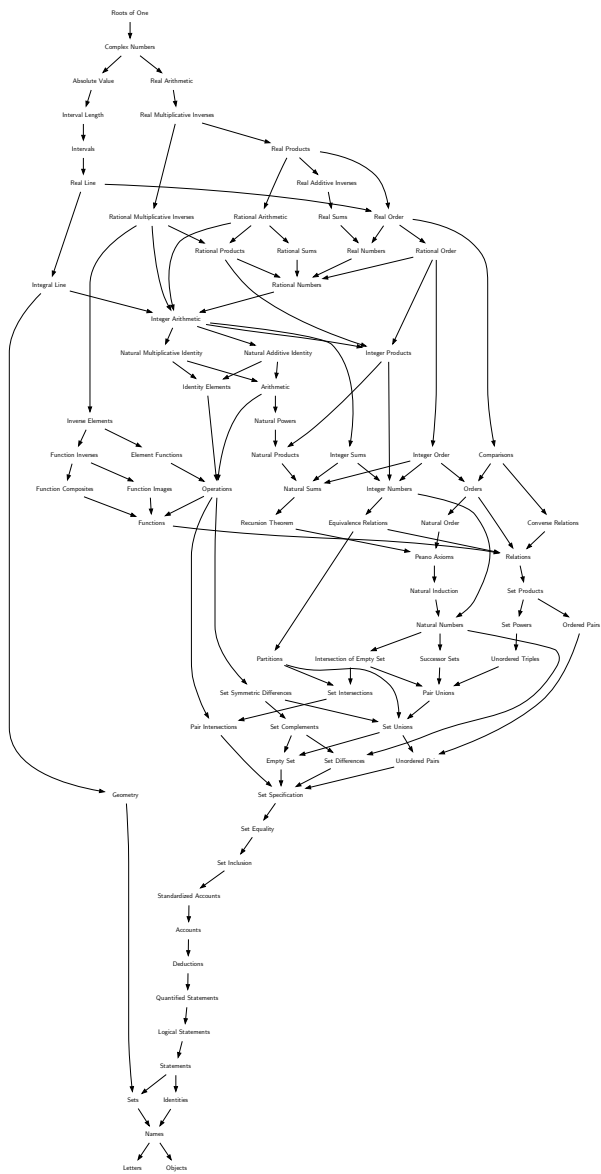 Roots of One
Complex Numbers
Absolute Value
Real Arithmetic
Interval Length
Real Multiplicative Inverses
Intervals
Real Products
Real Line
Real Additive Inverses
Rational Multiplicative Inverses
Rational Arithmetic
Real Sums
Real Order
Rational Products
Rational Sums
Real Numbers
Rational Order
Integral Line
Rational Numbers
Integer Arithmetic
Natural Multiplicative Identity
Natural Additive Identity
Integer Products
Identity Elements
Arithmetic
Inverse Elements
Natural Powers
Function Inverses
Element Functions
Natural Products
Integer Sums
Integer Order
Comparisons
Function Composites
Function Images
Operations
Natural Sums
Integer Numbers
Orders
Functions
Recursion Theorem
Equivalence Relations
Natural Order
Converse Relations
Peano Axioms
Relations
Natural Induction
Set Products
Natural Numbers
Set Powers
Ordered Pairs
Partitions
Intersection of Empty Set
Successor Sets
Unordered Triples
Set Symmetric Differences
Set Intersections
Pair Unions
Pair Intersections
Set Complements
Set Unions
Empty Set
Set Differences
Unordered Pairs
Geometry
Set Specification
Set Equality
Set Inclusion
Standardized Accounts
Accounts
Deductions
Quantified Statements
Logical Statements
Statements
Sets
Identities
Names
Letters
Objects